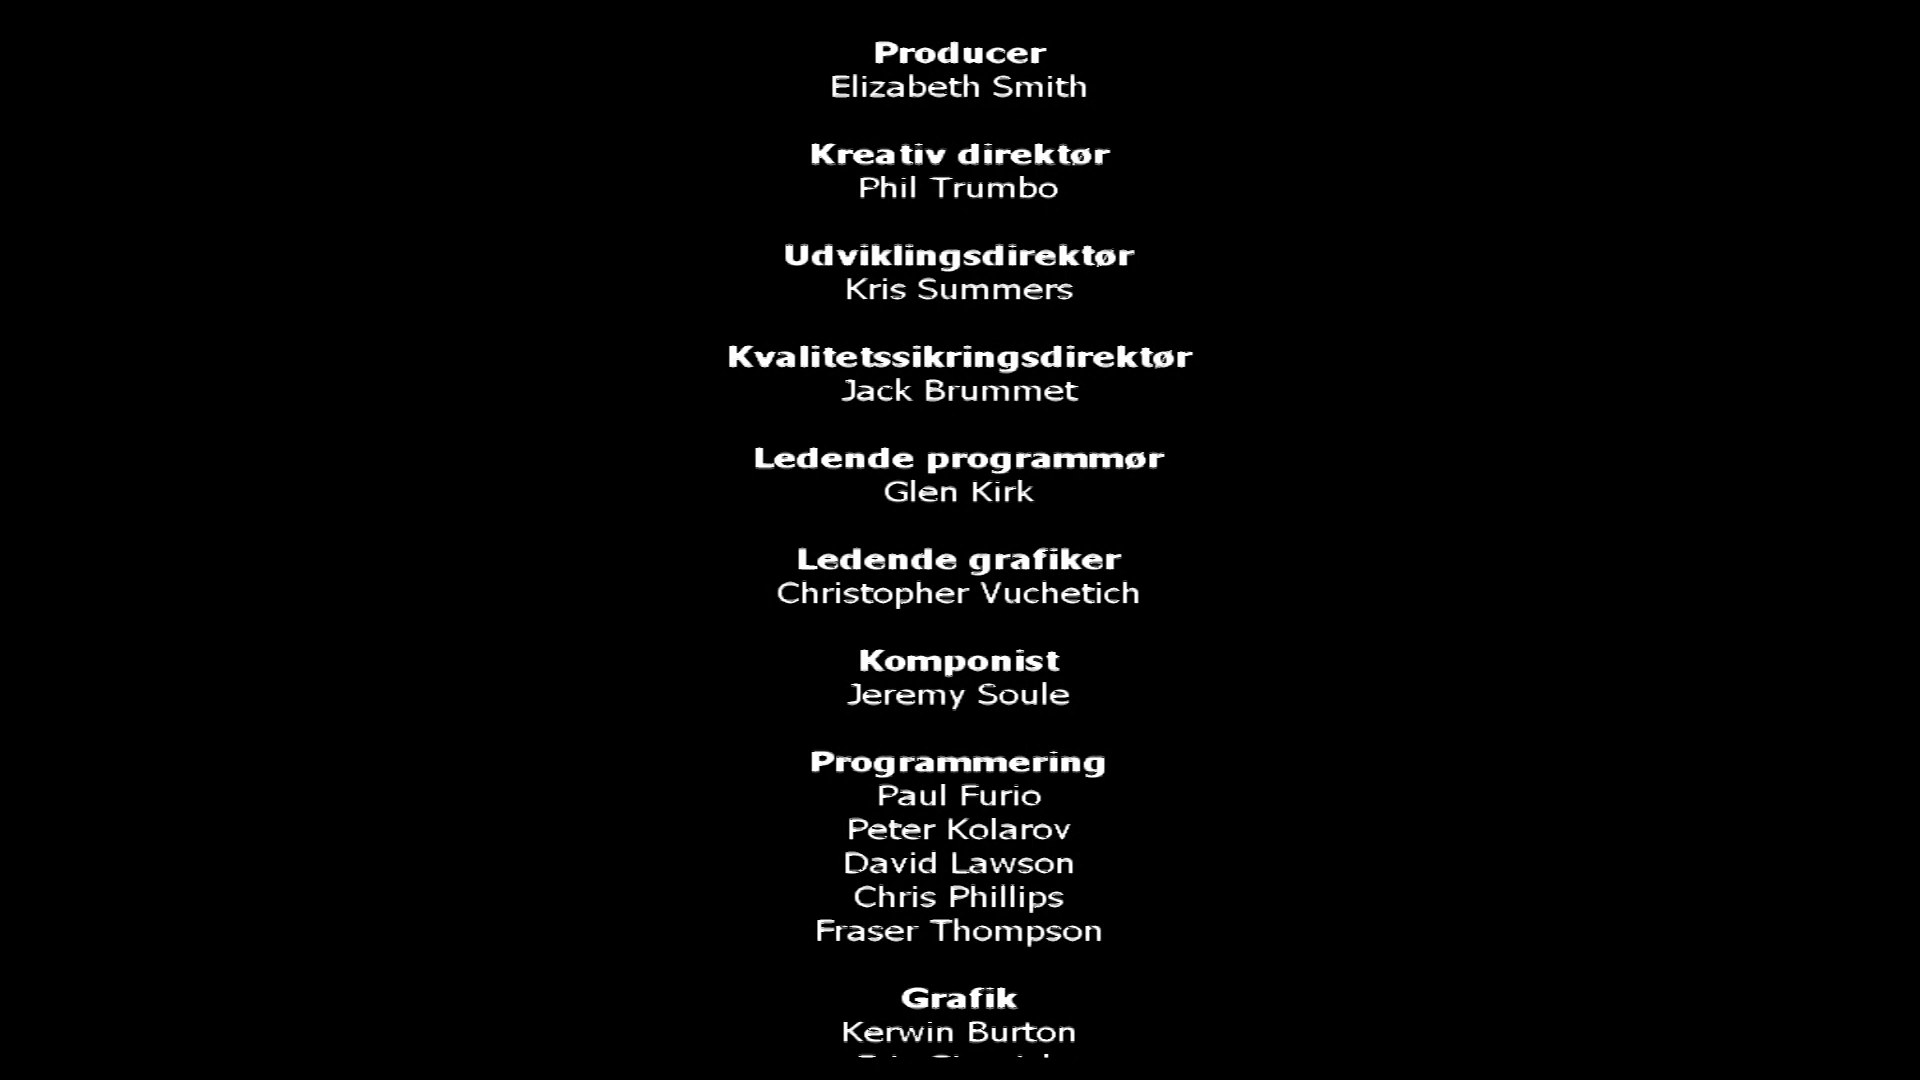 Producer
Elizabeth Smith
Kreativ direktør
Phil Trumbo
Udviklingsdirektør
Kris Summers
Kvalitetssikringsdirektør
Jack Brummet
Ledende programmør
Glen Kirk
Ledende grafiker
Christopher Vuchetich
Komponist
Jeremy Soule
Programmering
Paul Furio
Peter Kolarov
David Lawson
Chris Phillips
Fraser Thompson
Grafik
Kerwin Burton